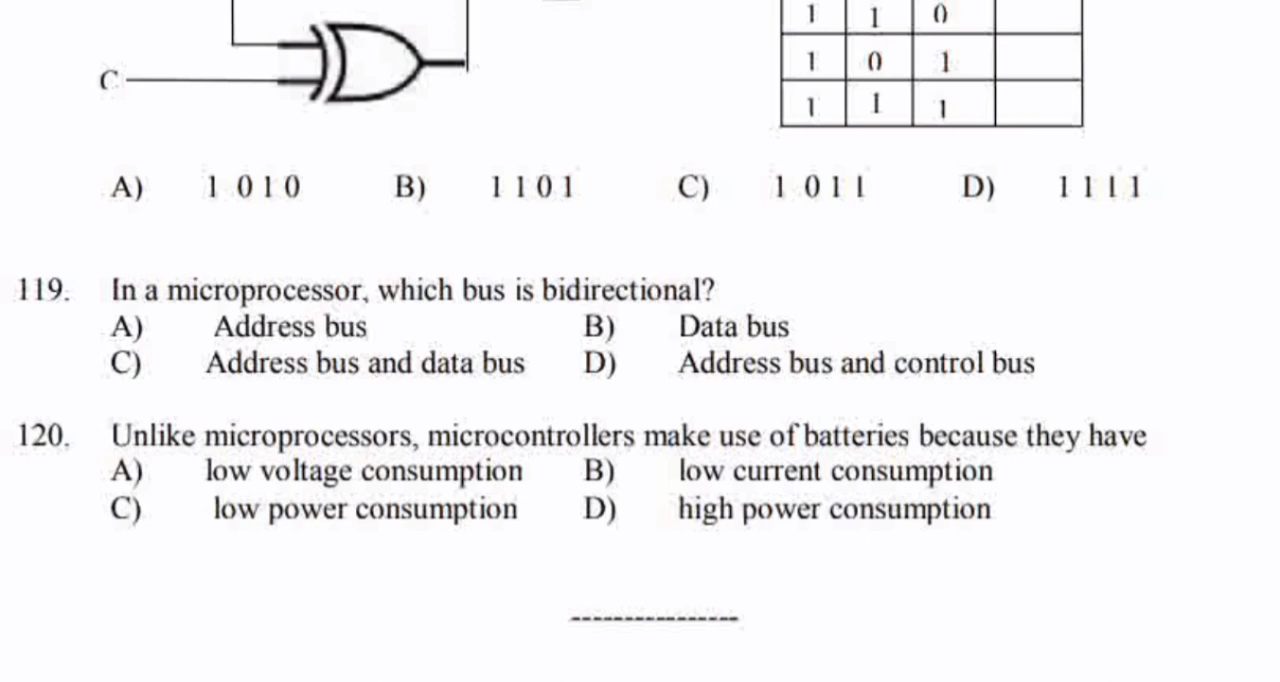 1 1 0
C 1 0 1
1 1 1
A) 1 0 1 0 B) 1 1 0 1 C) 1 0 1 1 D) 1 1 1 1
119. In a microprocessor, which bus is bidirectional?
A) Address bus B) Data bus
C) Address bus and data bus D) Address bus and control bus
120. Unlike microprocessors, microcontrollers make use of batteries because they have
A) low voltage consumption B) low current consumption
C) low power consumption D) high power consumption
----------------